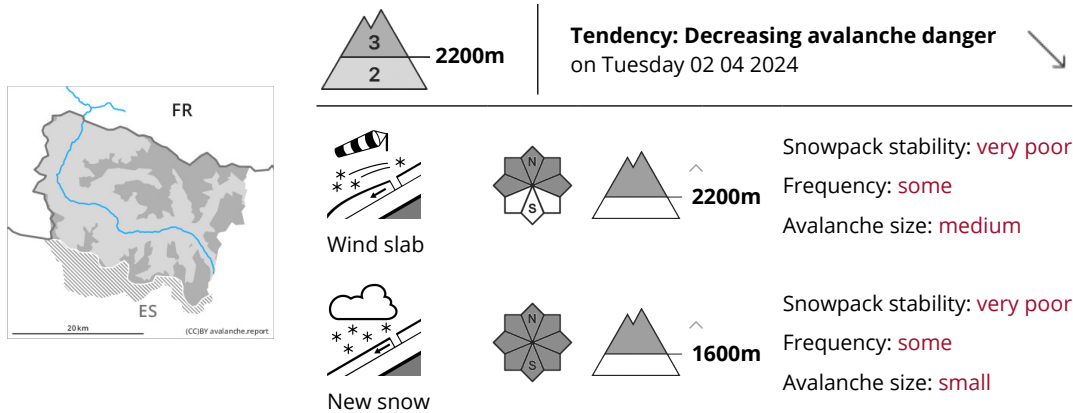 3
2
2200m
Tendency: Decreasing avalanche danger
on Tuesday 02 04 2024
FR
ES
20 km
(CC)BY avalanche.report
N
S
2200m
Wind slab
Snowpack stability: very poor
Frequency: some
Avalanche size: medium
N
S
1600m
New snow
Snowpack stability: very poor
Frequency: some
Avalanche size: small